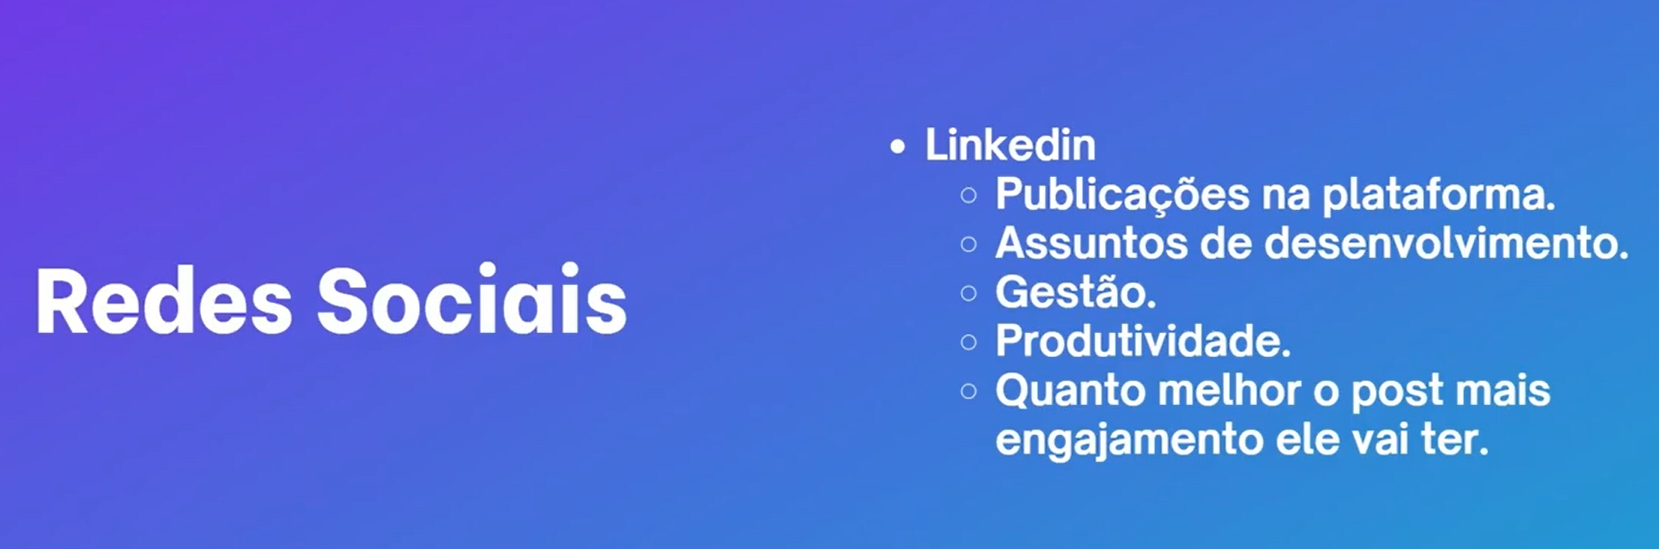 Redes Sociais
• Linkedin
○ Publicações na plataforma.
○ Assuntos de desenvolvimento.
○ Gestão.
○ Produtividade.
○ Quanto melhor o post mais
engajamento ele vai ter.